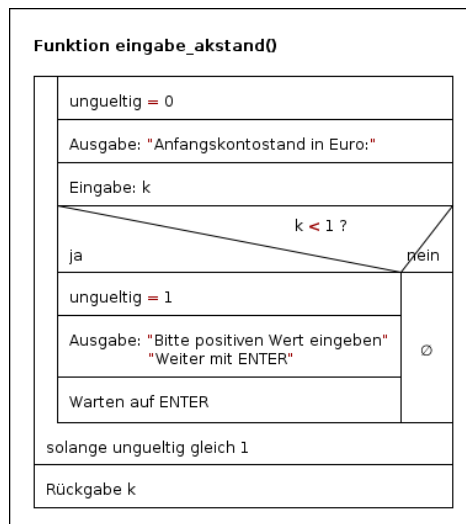 Funktion eingabe_akstand()
ungueltig = 0
Ausgabe: "Anfangskontostand in Euro:"
Eingabe: k
k < 1 ?
ja
nein
ungueltig = 1
Ausgabe: "Bitte positiven Wert eingeben"
"Weiter mit ENTER"
∅
Warten auf ENTER
solange ungueltig gleich 1
Rückgabe k